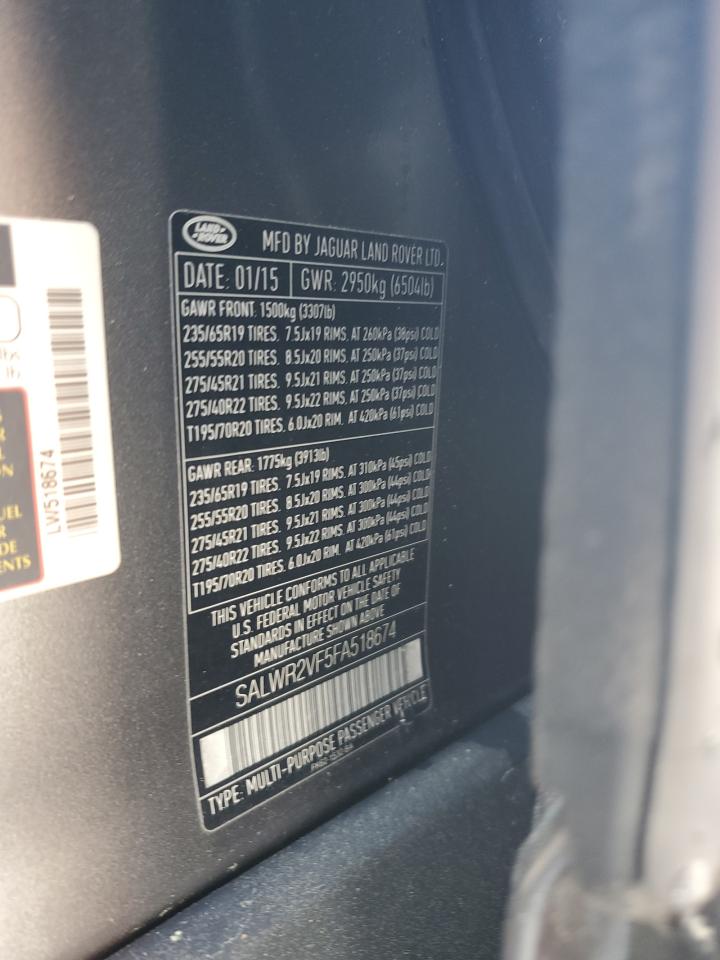 LAND ROVER
MFD BY JAGUAR LAND ROVER LTD.
DATE: 01/15 GWR: 2950kg (6504lb)
GAWR FRONT: 1500kg (3307lb)
235/65R19 TIRES, 7.5Jx19 RIMS, AT 260kPa (38psi) COLD
255/55R20 TIRES, 8.5Jx20 RIMS, AT 250kPa (37psi) COLD
275/45R21 TIRES, 9.5Jx21 RIMS, AT 250kPa (37psi) COLD
275/40R22 TIRES, 9.5Jx22 RIMS, AT 250kPa (37psi) COLD
T195/70R20 TIRES, 6.0Jx20 RIM, AT 420kPa (61psi) COLD
GAWR REAR: 1775kg (3913lb)
235/65R19 TIRES, 7.5Jx19 RIMS, AT 310kPa (45psi) COLD
255/55R20 TIRES, 8.5Jx20 RIMS, AT 300kPa (44psi) COLD
275/45R21 TIRES, 9.5Jx21 RIMS, AT 300kPa (44psi) COLD
275/40R22 TIRES, 9.5Jx22 RIMS, AT 300kPa (44psi) COLD
T195/70R20 TIRES, 6.0Jx20 RIM, AT 420kPa (61psi) COLD
THIS VEHICLE CONFORMS TO ALL APPLICABLE
U.S. FEDERAL MOTOR VEHICLE SAFETY
STANDARDS IN EFFECT ON THE DATE OF
MANUFACTURE SHOWN ABOVE
SALWR2VF5FA518674
TYPE: MULTI-PURPOSE PASSENGER VEHICLE
lbs
lb
UEL
DE
ENTS
LW518674